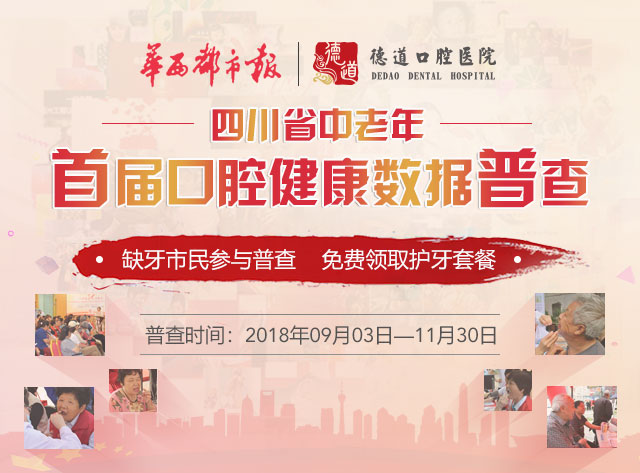 华西都市报
德道
德道口腔医院
DEDAO DENTAL HOSPITAL
四川省中老年
首届口腔健康数据普查
缺牙市民参与普查 免费领取护牙套餐
普查时间：2018年09月03日—11月30日